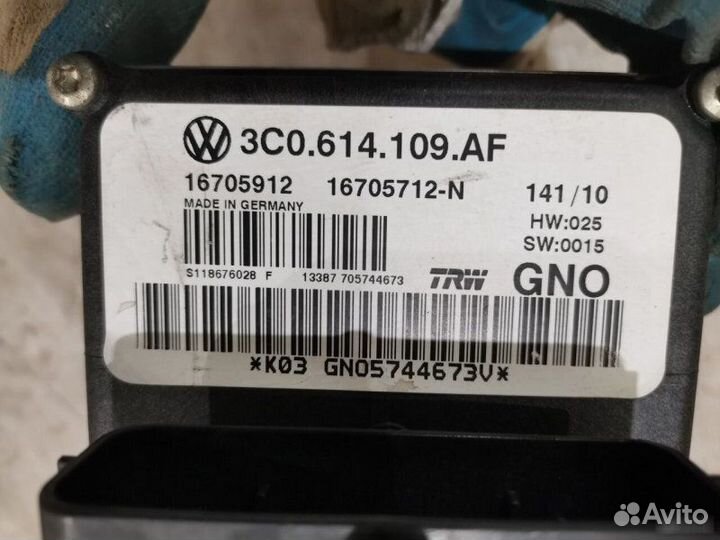 3C0.614.109.AF
16705912 16705712-N 141/10
MADE IN GERMANY HW:025
SW:0015
S118676028 F 13387 705744673 TRW GNO
*K03 GNO5744673V*
Avito